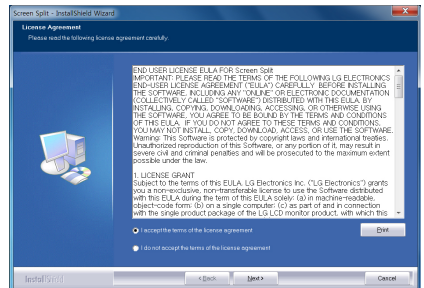 Screen Split - InstallShield Wizard
License Agreement
Please read the following license agreement carefully.
END USER LICENSE EULA FOR Screen Split
IMPORTANT: PLEASE READ THE TERMS OF THE FOLLOWING LG ELECTRONICS
END-USER LICENSE AGREEMENT ("EULA") CAREFULLY. BEFORE INSTALLING
THE SOFTWARE, INCLUDING ANY "ONLINE" OR ELECTRONIC DOCUMENTATION
(COLLECTIVELY CALLED "SOFTWARE") DISTRIBUTED WITH THIS EULA. BY
INSTALLING, COPYING, DOWNLOADING, ACCESSING, OR OTHERWISE USING
THE SOFTWARE, YOU AGREE TO BE BOUND BY THE TERMS AND CONDITIONS
OF THIS EULA. IF YOU DO NOT AGREE TO THESE TERMS AND CONDITIONS,
YOU MAY NOT INSTALL, COPY, DOWNLOAD, ACCESS, OR USE THE SOFTWARE.
Warning: This Software is protected by copyright laws and international treaties.
Unauthorized reproduction of this Software, or any portion of it, may result in
severe civil and criminal penalties and will be prosecuted to the maximum extent
possible under the law.
1. LICENSE GRANT
Subject to the terms of this EULA, LG Electronics Inc. ("LG Electronics") grants
you a non-exclusive, non-transferable license to use the Software distributed
with this EULA during the term of this EULA solely: (a) in machine-readable,
object-code form; (b) on a single computer; (c) as part of and in connection
with the single product package of the LG LCD monitor product, with which this
I accept the terms of the license agreement
Print
I do not accept the terms of the license agreement
InstallShield
< Back
Next >
Cancel